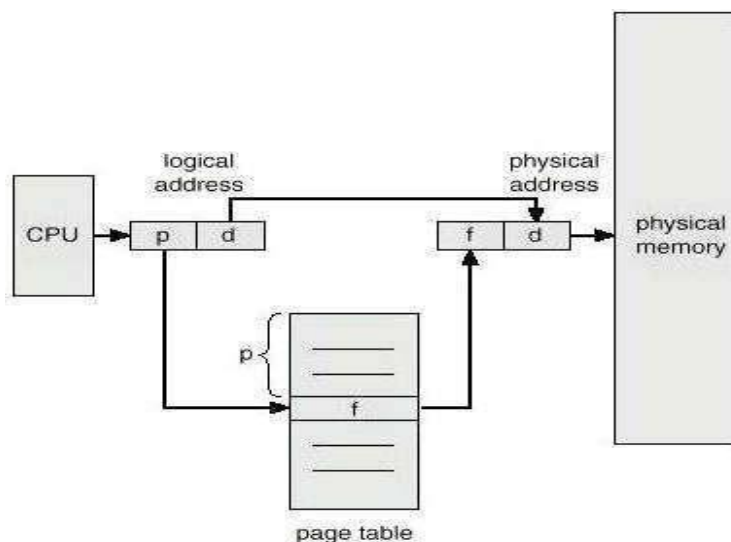 logical
address
physical
address
CPU
p
d
f
d
physical
memory
p
f
page table